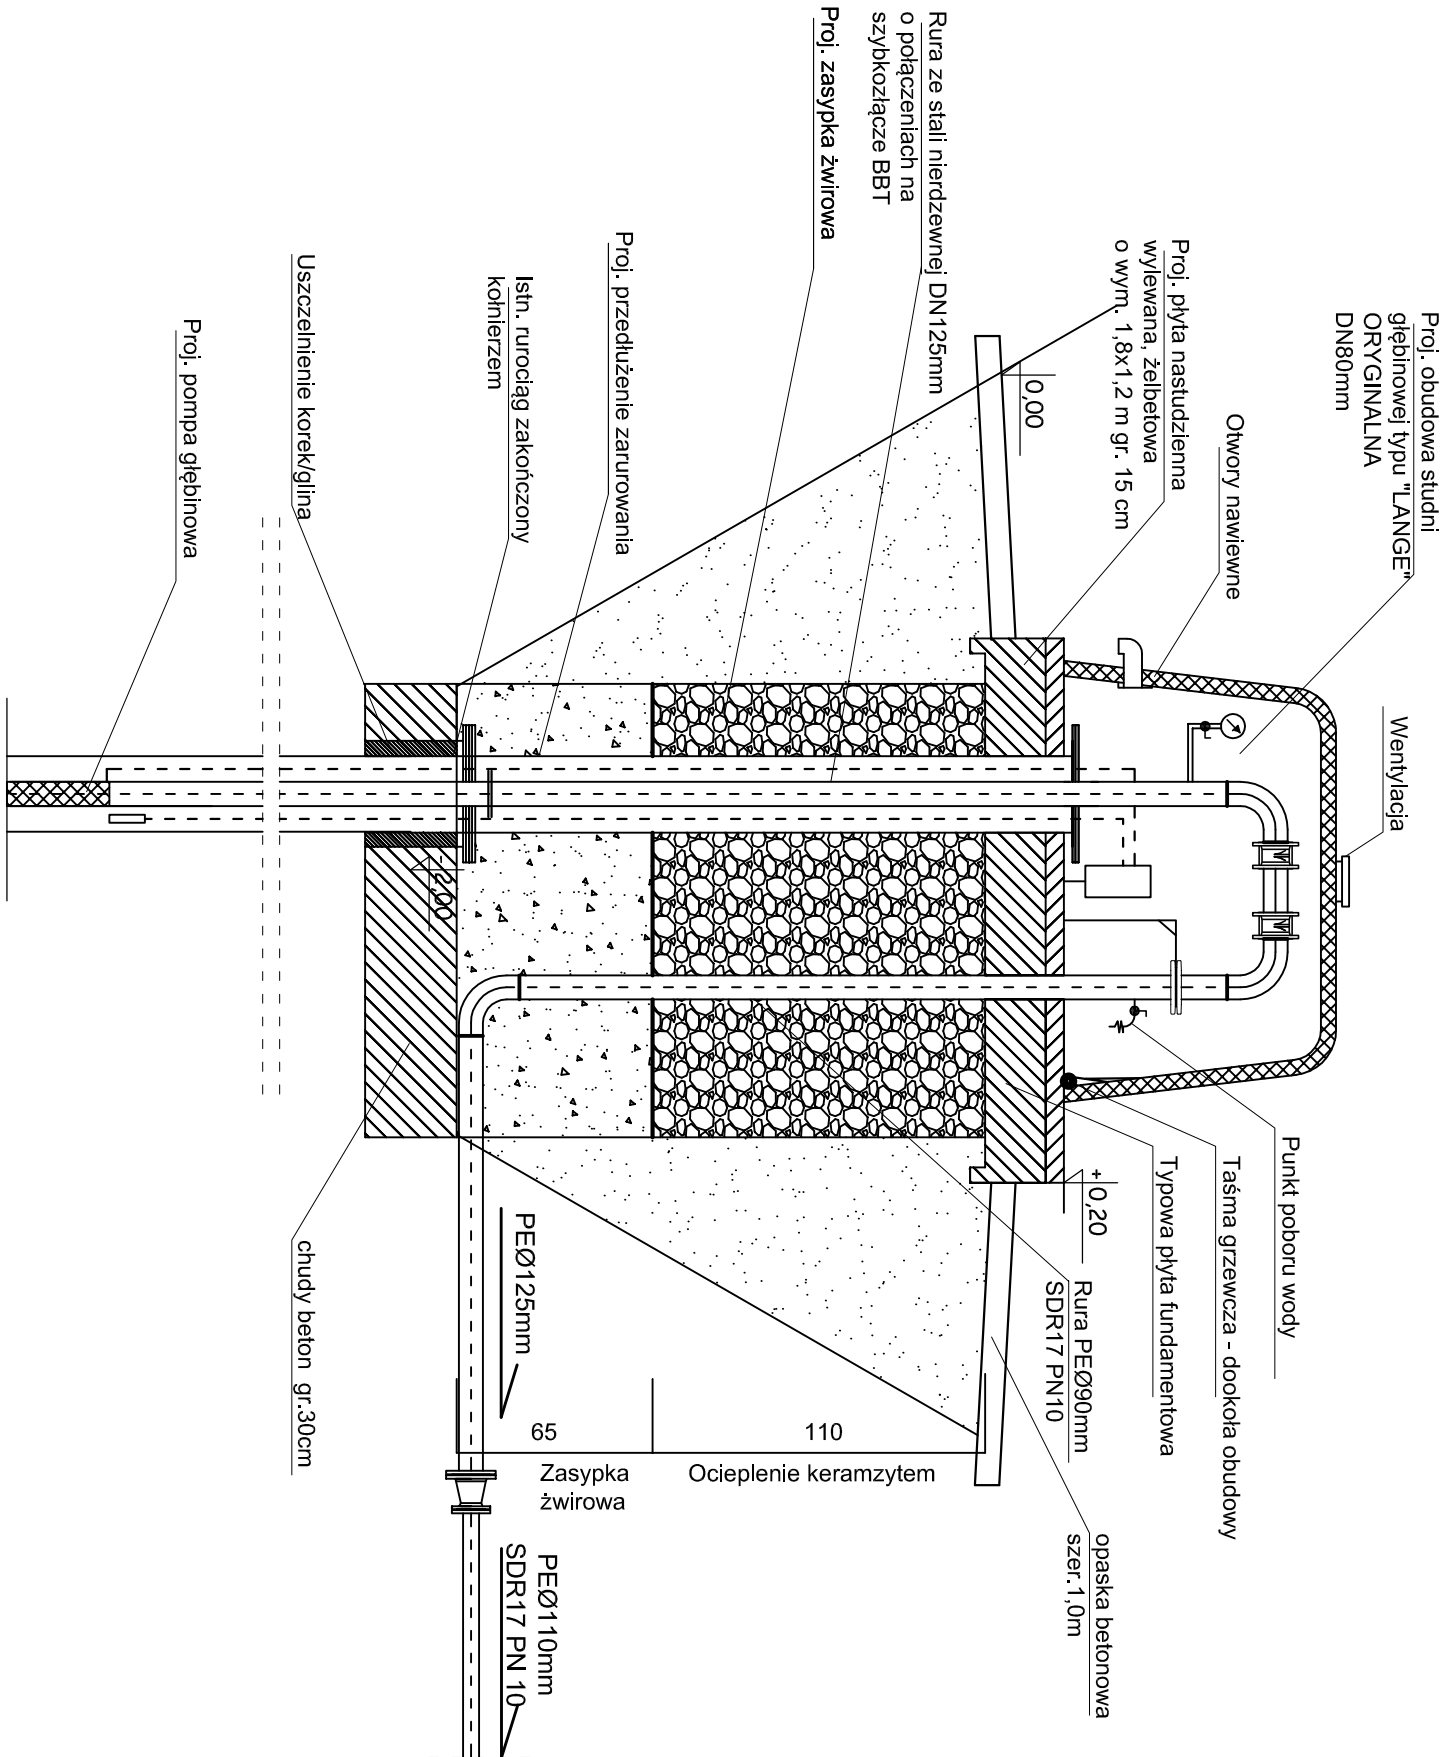 Proj. obudowa studni
głębinowej typu "LANGE"
ORYGINALNA
DN80mm
Wentylacja
Otwory nawiewne
Proj. płyta nastudzienna
wylewana, żelbetowa
o wym. 1,8x1,2 m gr. 15 cm
0,00
Rura ze stali nierdzewnej DN125mm
o połączeniach na
szybkozłącze BBT
Proj. zasypka żwirowa
Proj. przedłużenie zarurowania
Istn. rurociąg zakończony
kołnierzem
Uszczelnienie korek/glina
Proj. pompa głębinowa
-2,00
Punkt poboru wody
Taśma grzewcza - dookoła obudowy
Typowa płyta fundamentowa
+0,20
Rura PEØ90mm
SDR17 PN10
opaska betonowa
szer.1,0m
110
Ocieplenie keramzytem
65
Zasypka
żwirowa
PEØ125mm
PEØ110mm
SDR17 PN 10
chudy beton gr.30cm